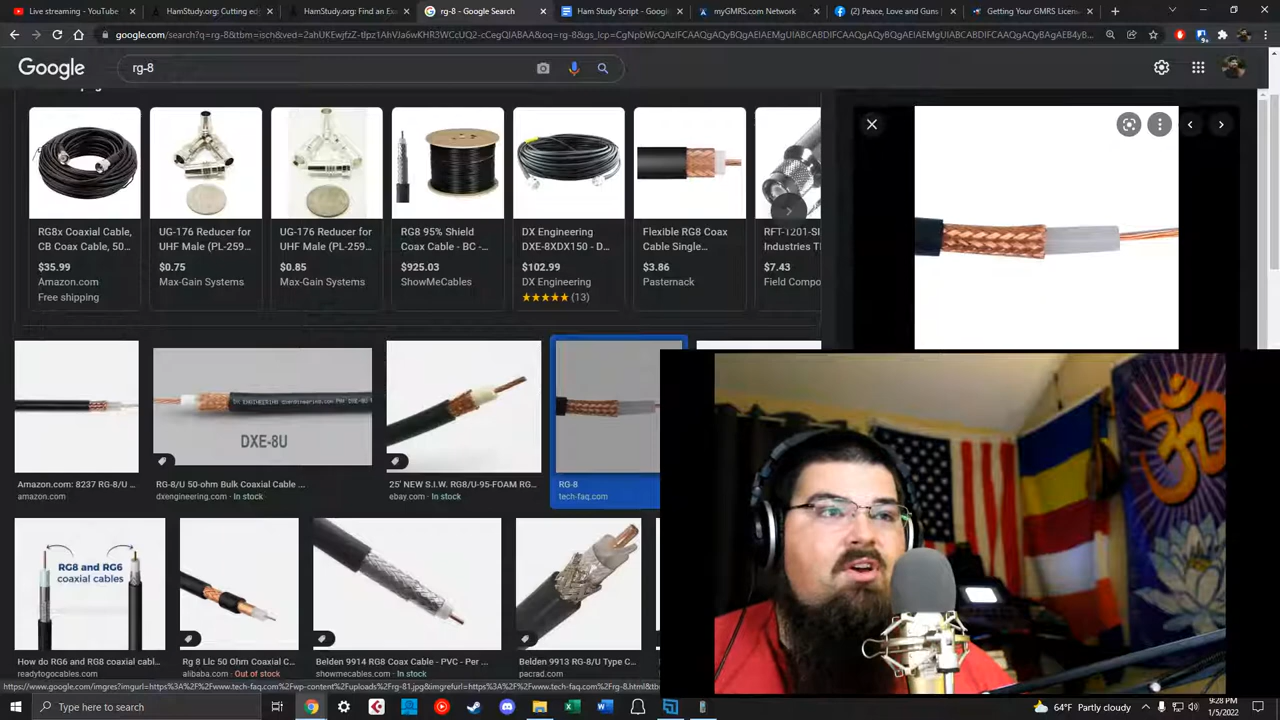 Live streaming - YouTube
HamStudy.org: Cutting ed
HamStudy.org: Find an Ex
rg-8 - Google Search
Ham Study Script - Google
myGMRS.com Network
(2) Peace, Love and Guns |
Getting Your GMRS Licen
Google
rg-8
RG8x Coaxial Cable,
CB Coax Cable, 50...
$35.99
Amazon.com
Free shipping
UG-176 Reducer for
UHF Male (PL-259...
$0.75
Max-Gain Systems
UG-176 Reducer for
UHF Male (PL-259...
$0.85
Max-Gain Systems
RG8 95% Shield
Coax Cable - BC -...
$925.03
ShowMeCables
DX Engineering
DXE-8XDX150 - D...
$102.99
DX Engineering
(13)
Flexible RG8 Coax
Cable Single...
$3.86
Pasternack
RFT-1201-SI
Industries T
$7.43
Field Compo
DXE-8U
Amazon.com: 8237 RG-8/U ...
amazon.com
RG-8/U 50-ohm Bulk Coaxial Cable ...
dxengineering.com · In stock
25' NEW S.I.W. RG8/U-95-FOAM RG...
ebay.com · In stock
RG-8
tech-faq.com
RG8 and RG6
coaxial cables
How do RG6 and RG8 coaxial cabl...
readytogocables.com
Rg 8 Llc 50 Ohm Coaxial C...
alibaba.com · Out of stock
Belden 9914 RG8 Coax Cable - PVC - Per ...
showmecables.com · In stock
Belden 9913 RG-8/U Type C...
pacrad.com
Type here to search
64°F Partly cloudy
9:28 PM
1/5/2022